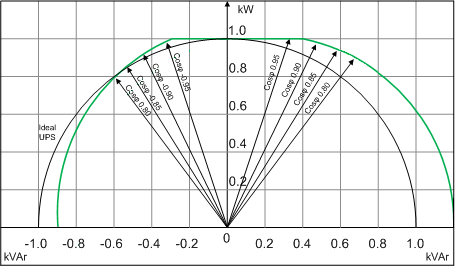 kW
1.0
0.8
0.6
0.4
0.2
Ideal
UPS
Cosφ 0.80
Cosφ -0.85
Cosφ -0.90
Cosφ -0.95
Cosφ 0.95
Cosφ 0.90
Cosφ 0.85
Cosφ 0.80
-1.0 -0.8 -0.6 -0.4 -0.2 0 0.2 0.4 0.6 0.8 1.0
kVAr kVAr